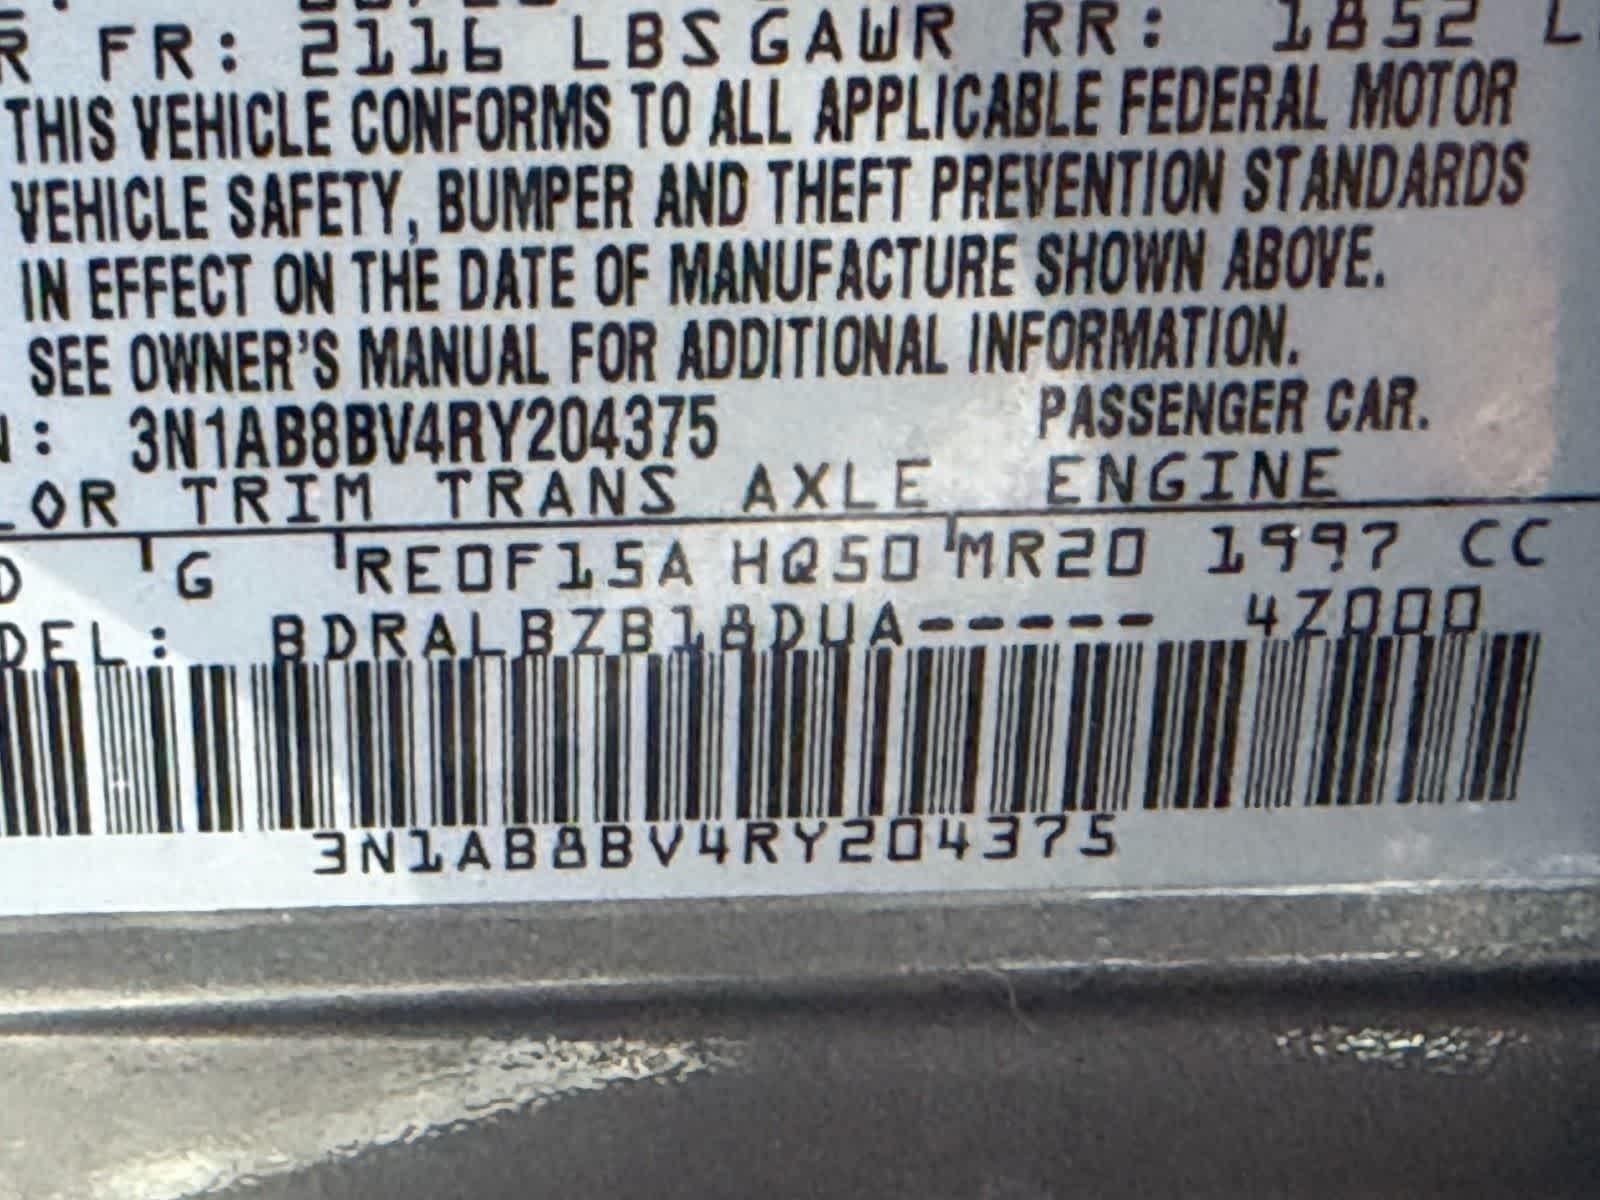 R FR: 2116 LBS GAWR RR: 1852 L
THIS VEHICLE CONFORMS TO ALL APPLICABLE FEDERAL MOTOR
VEHICLE SAFETY, BUMPER AND THEFT PREVENTION STANDARDS
IN EFFECT ON THE DATE OF MANUFACTURE SHOWN ABOVE.
SEE OWNER'S MANUAL FOR ADDITIONAL INFORMATION.
N: 3N1AB8BV4RY204375 PASSENGER CAR.
LOR TRIM TRANS AXLE ENGINE
D G RE0F15A HQ50 MR20 1997 CC
DEL: BDRALBZB18DUA----- 4Z000
3N1AB8BV4RY204375